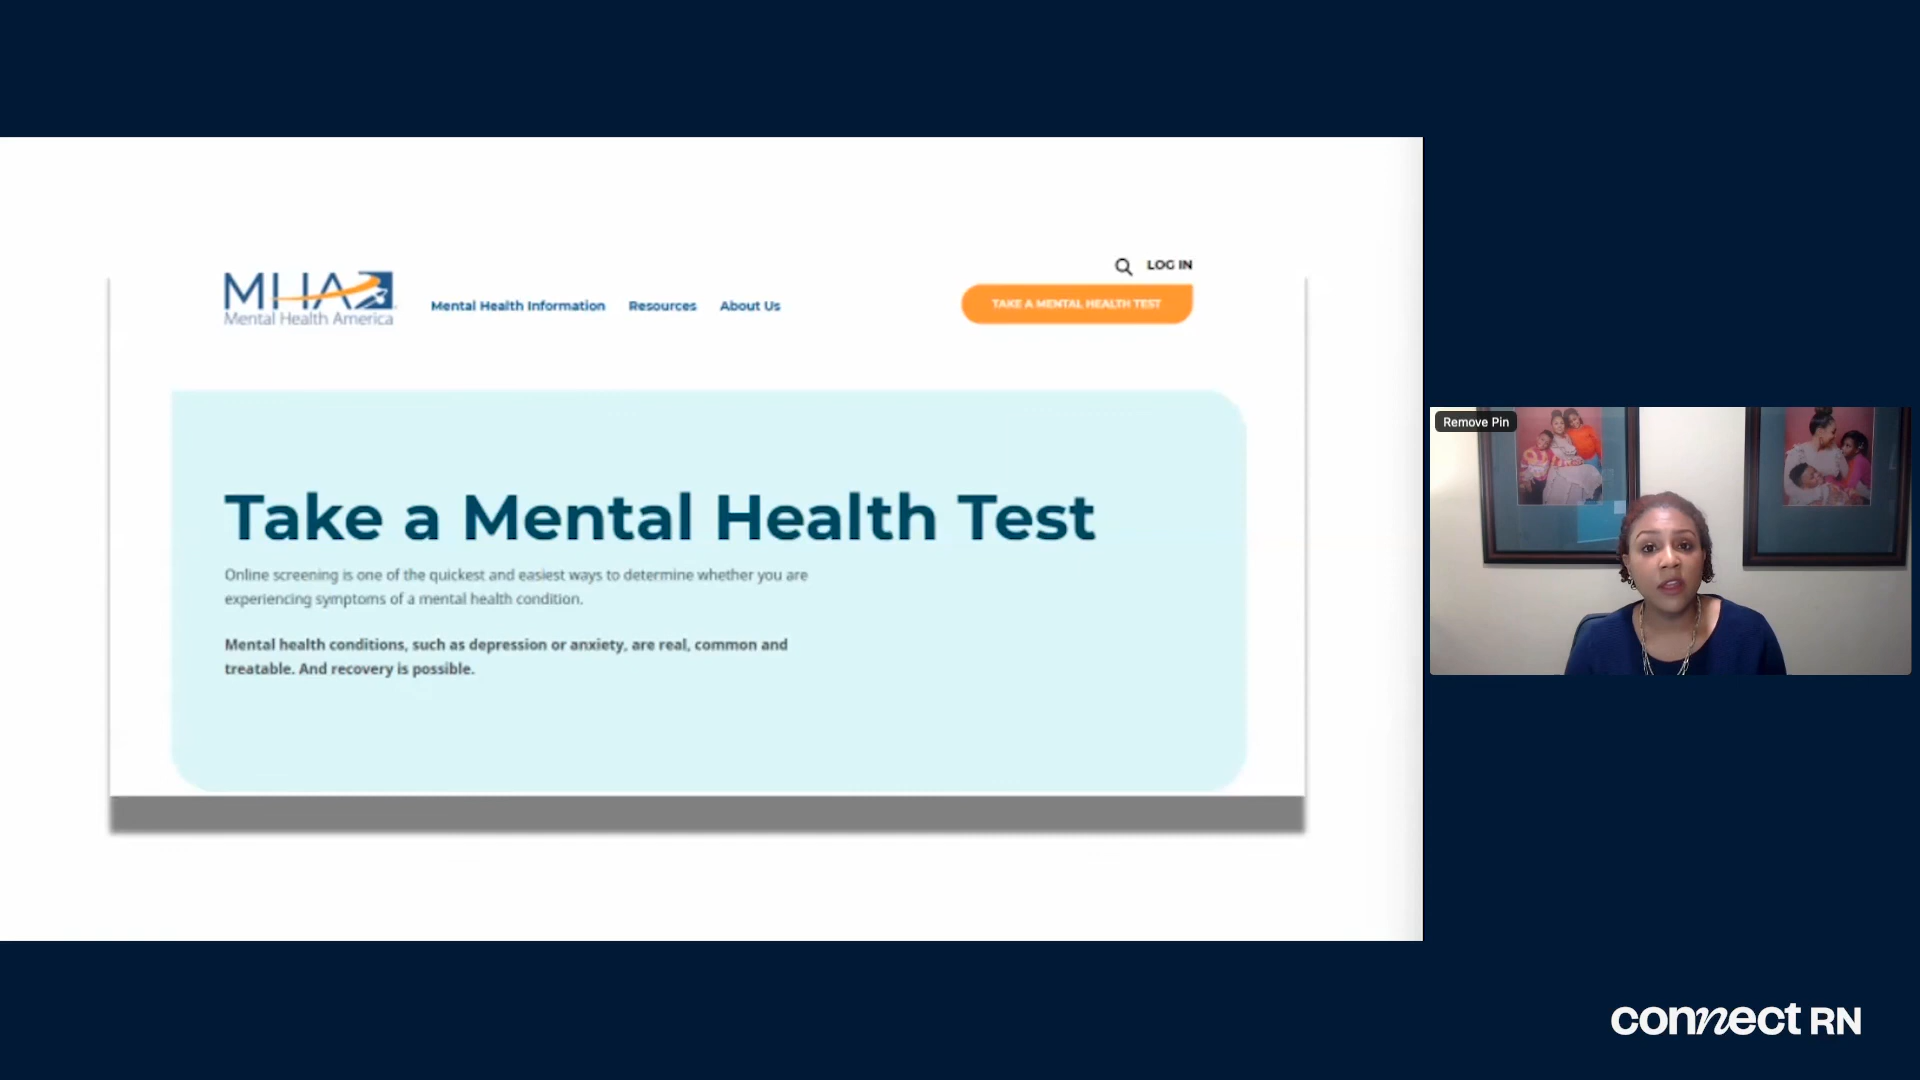 LOG IN
MHA
Mental Health America
Mental Health Information
Resources
About Us
TAKE A MENTAL HEALTH TEST
Take a Mental Health Test
Online screening is one of the quickest and easiest ways to determine whether you are
experiencing symptoms of a mental health condition.
Mental health conditions, such as depression or anxiety, are real, common and
treatable. And recovery is possible.
Remove Pin
connect RN